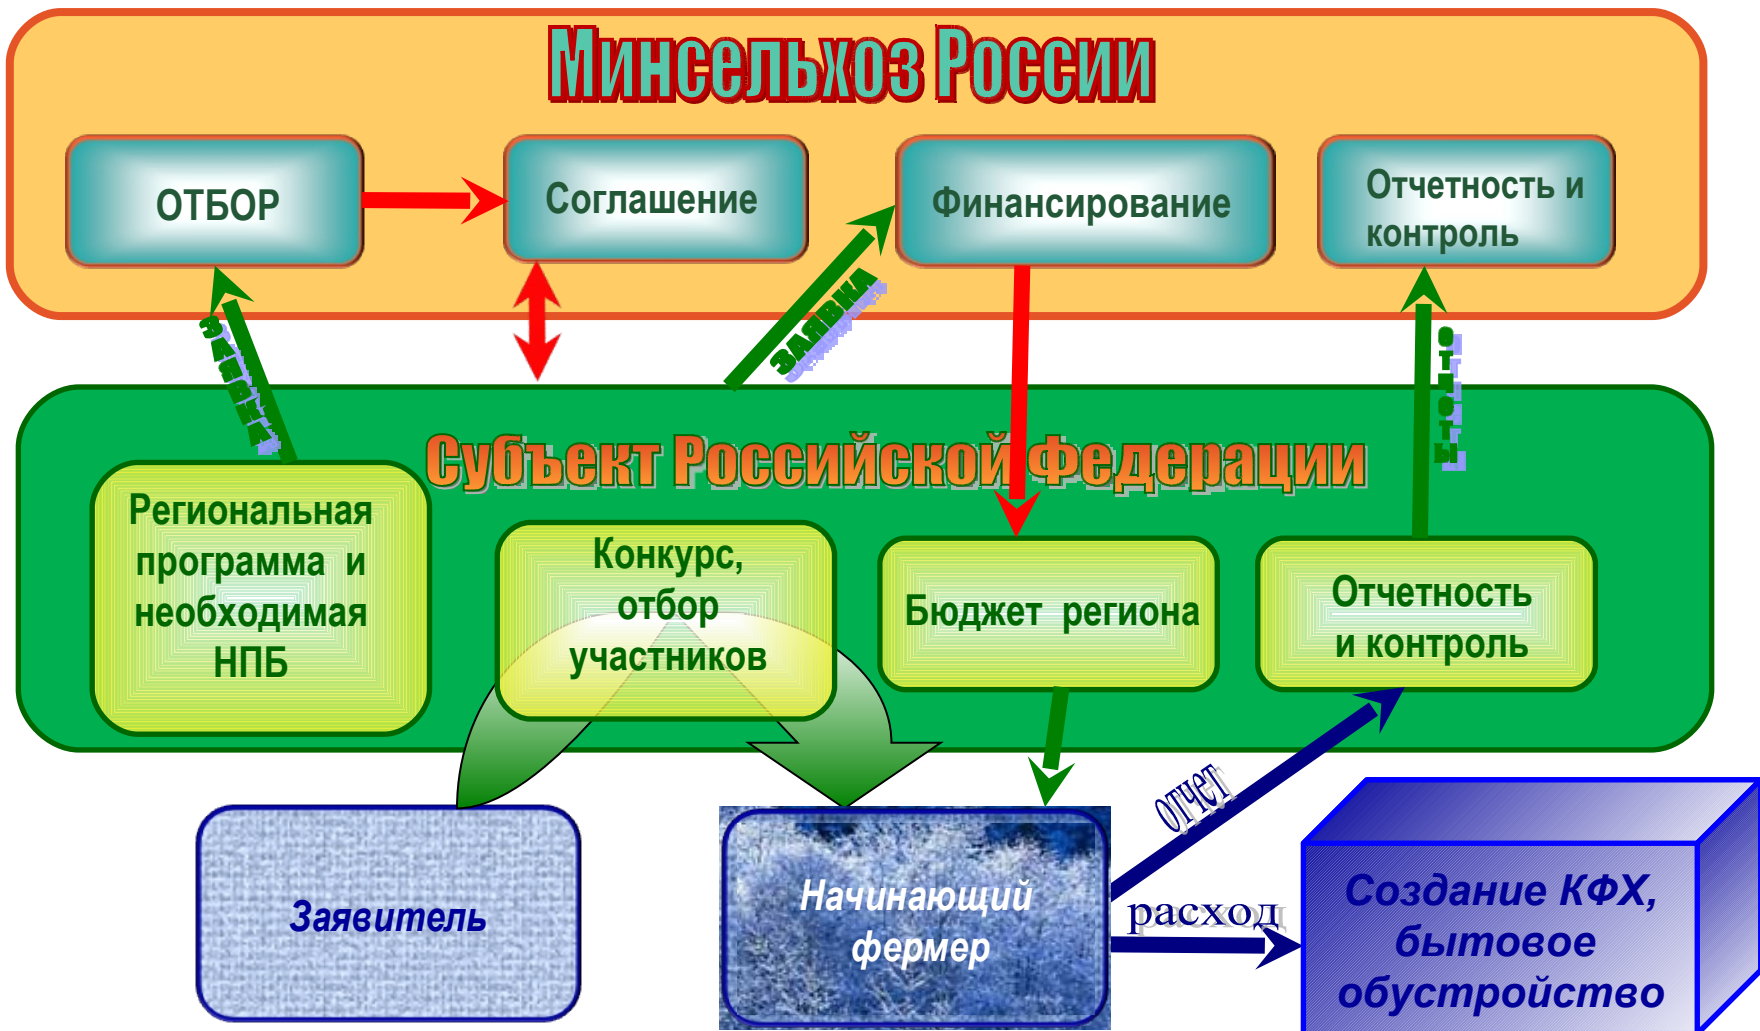 Минсельхоз России
ОТБОР
Соглашение
Финансирование
Отчетность и
контроль
ЗАЯВКА
ЗАЯВКА
ОТЧЕТЫ
Субъект Российской Федерации
Региональная
программа и
необходимая
НПБ
Конкурс,
отбор
участников
Бюджет региона
Отчетность
и контроль
отчет
Заявитель
Начинающий
фермер
расход
Создание КФХ,
бытовое
обустройство